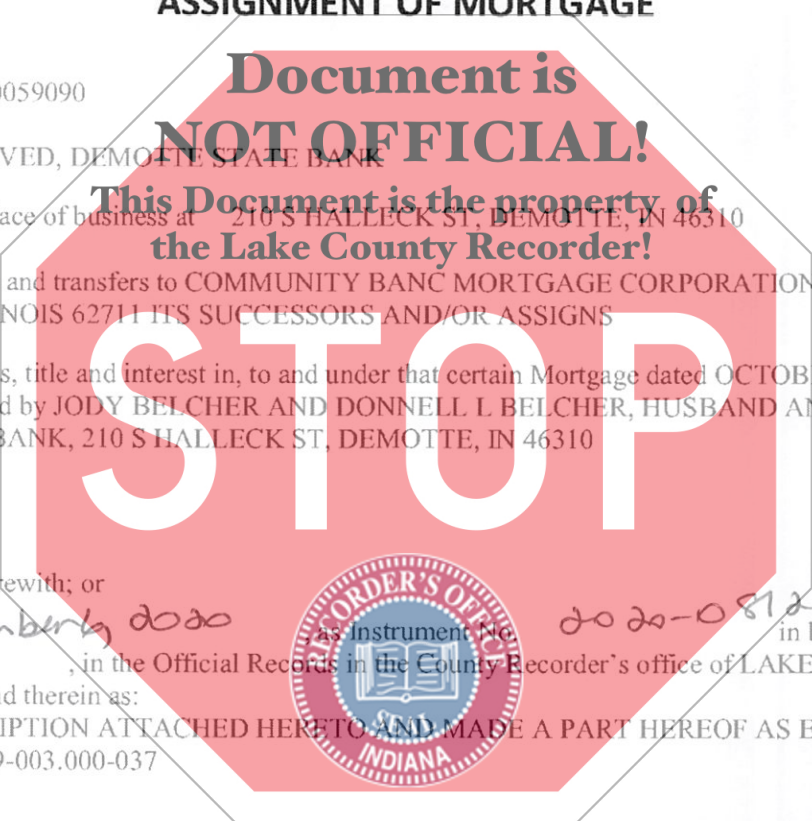 ASSIGNMENT OF MORTGAGE
Document is
0059090
NOT OFFICIAL!
VED, DEMOTTE STATE BANK
This Document is the property of
ace of business at 210 S HALLECK ST, DEMOTTE, IN 46310
the Lake County Recorder!
and transfers to COMMUNITY BANC MORTGAGE CORPORATION
NOIS 62711 ITS SUCCESSORS AND/OR ASSIGNS
STOP
s, title and interest in, to and under that certain Mortgage dated OCTOB
d by JODY BELCHER AND DONNELL L BELCHER, HUSBAND AN
BANK, 210 S HALLECK ST, DEMOTTE, IN 46310
rewith; or
2020 , as Instrument No. 2020-0812
in
, in the Official Records in the County Recorder's office of LAKE
d therein as:
IPTION ATTACHED HERETO AND MADE A PART HEREOF AS E
9-003.000-037
RECORDER'S OFFICE
SEAL
INDIANA